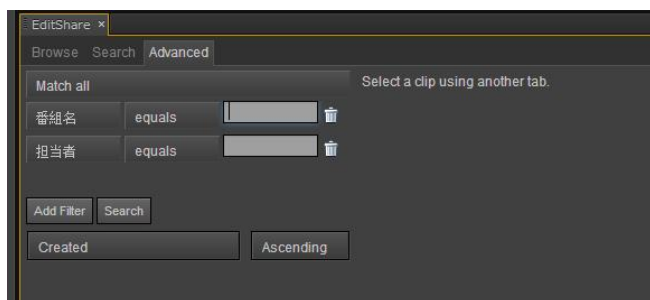 EditShare ×
Browse Search Advanced
Match all
Select a clip using another tab.
番組名 equals
担当者 equals
Add Filter Search
Created Ascending